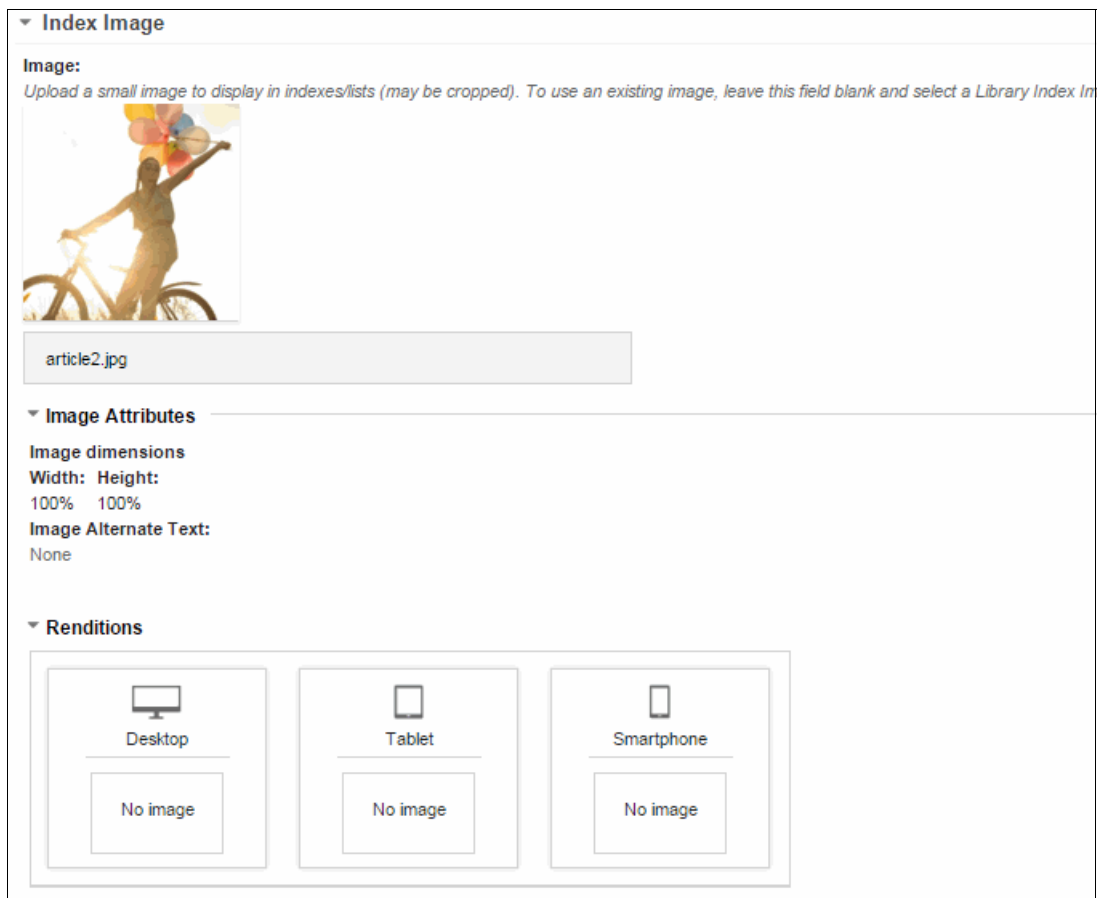 Index Image
Image:
Upload a small image to display in indexes/lists (may be cropped). To use an existing image, leave this field blank and select a Library Index Im
article2.jpg
Image Attributes
Image dimensions
Width: Height:
100% 100%
Image Alternate Text:
None
Renditions
Desktop Tablet Smartphone
No image No image No image